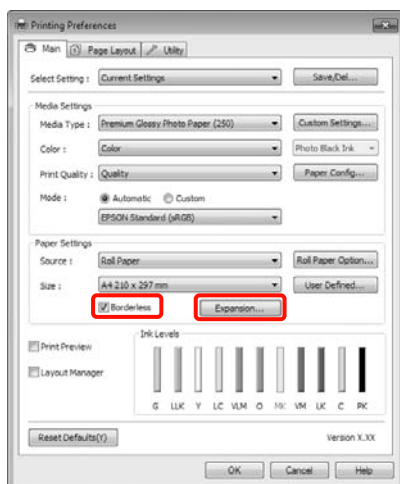 Printing Preferences
Main Page Layout Utility
Select Setting : Current Settings Save/Del...
Media Settings
Media Type : Premium Glossy Photo Paper (250) Custom Settings...
Color : Color Photo Black Ink
Print Quality : Quality Paper Config...
Mode : Automatic Custom
EPSON Standard (sRGB)
Paper Settings
Source : Roll Paper Roll Paper Option...
Size : A4 210 x 297 mm User Defined...
Borderless Expansion...
Ink Levels
Print Preview
Layout Manager
G LLK Y LC VLM O MK VM LK C PK
Reset Defaults(Y) Version X.XX
OK Cancel Help